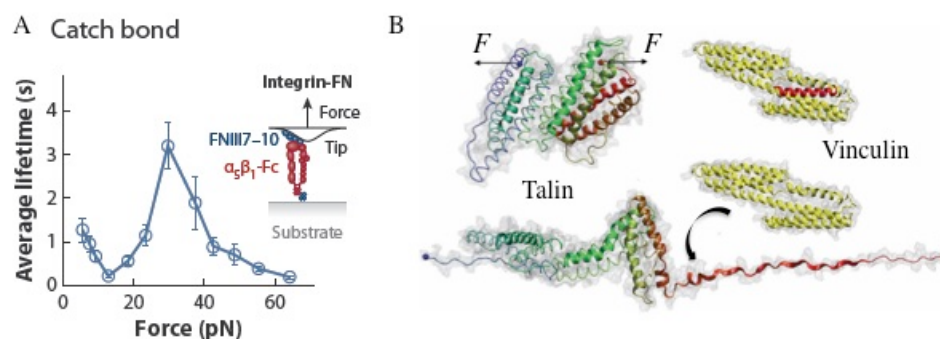 A Catch bond
Average lifetime (s)
4
3
2
1
0
0
20
40
60
Force (pN)
Integrin-FN
Force
FNIII7–10
Tip
α5β1-Fc
Substrate
B
F
F
Talin
Vinculin